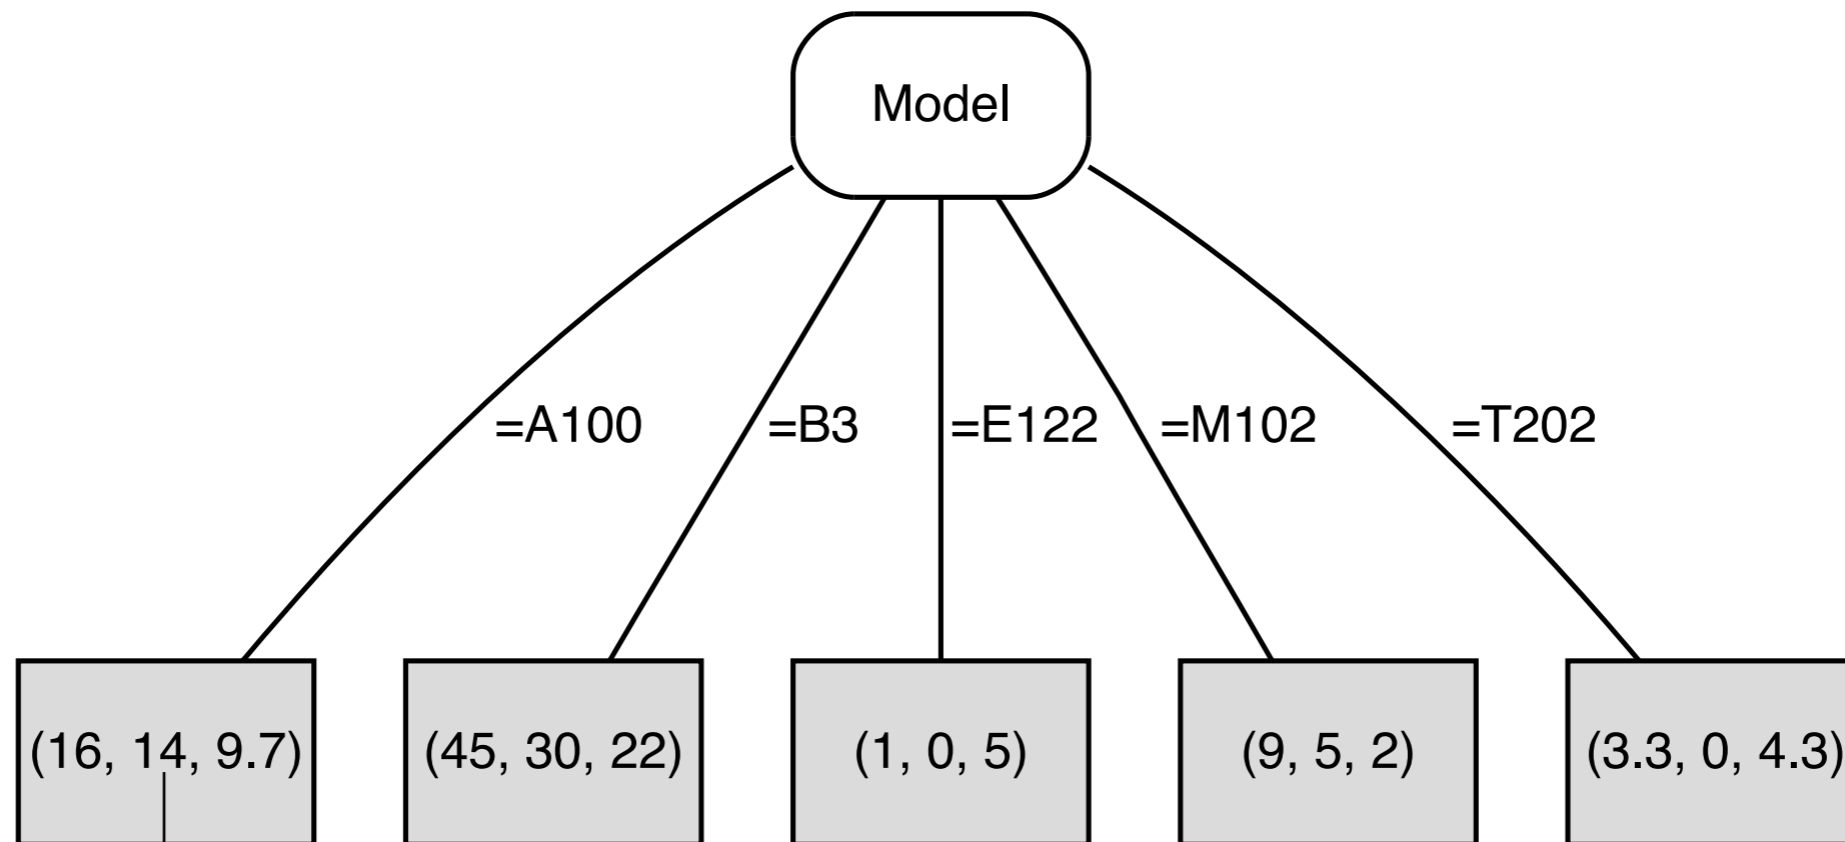 Model
=A100 =B3 =E122 =M102 =T202
(16, 14, 9.7) (45, 30, 22) (1, 0, 5) (9, 5, 2) (3.3, 0, 4.3)